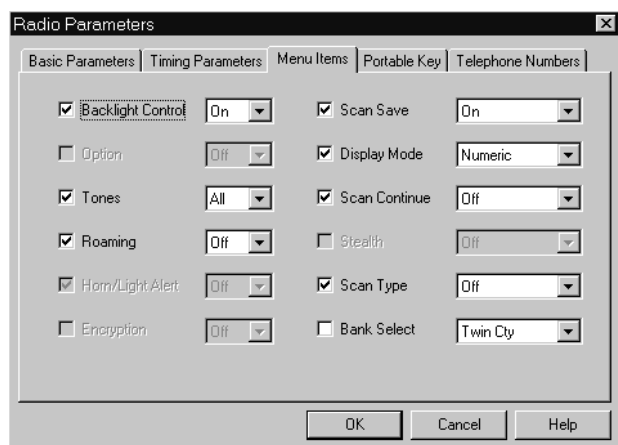 Radio Parameters
Basic Parameters Timing Parameters Menu Items Portable Key Telephone Numbers
Backlight Control On Scan Save On
Option Off Display Mode Numeric
Tones All Scan Continue Off
Roaming Off Stealth Off
Horn/Light Alert Off Scan Type Off
Encryption Off Bank Select Twin Cty
OK Cancel Help